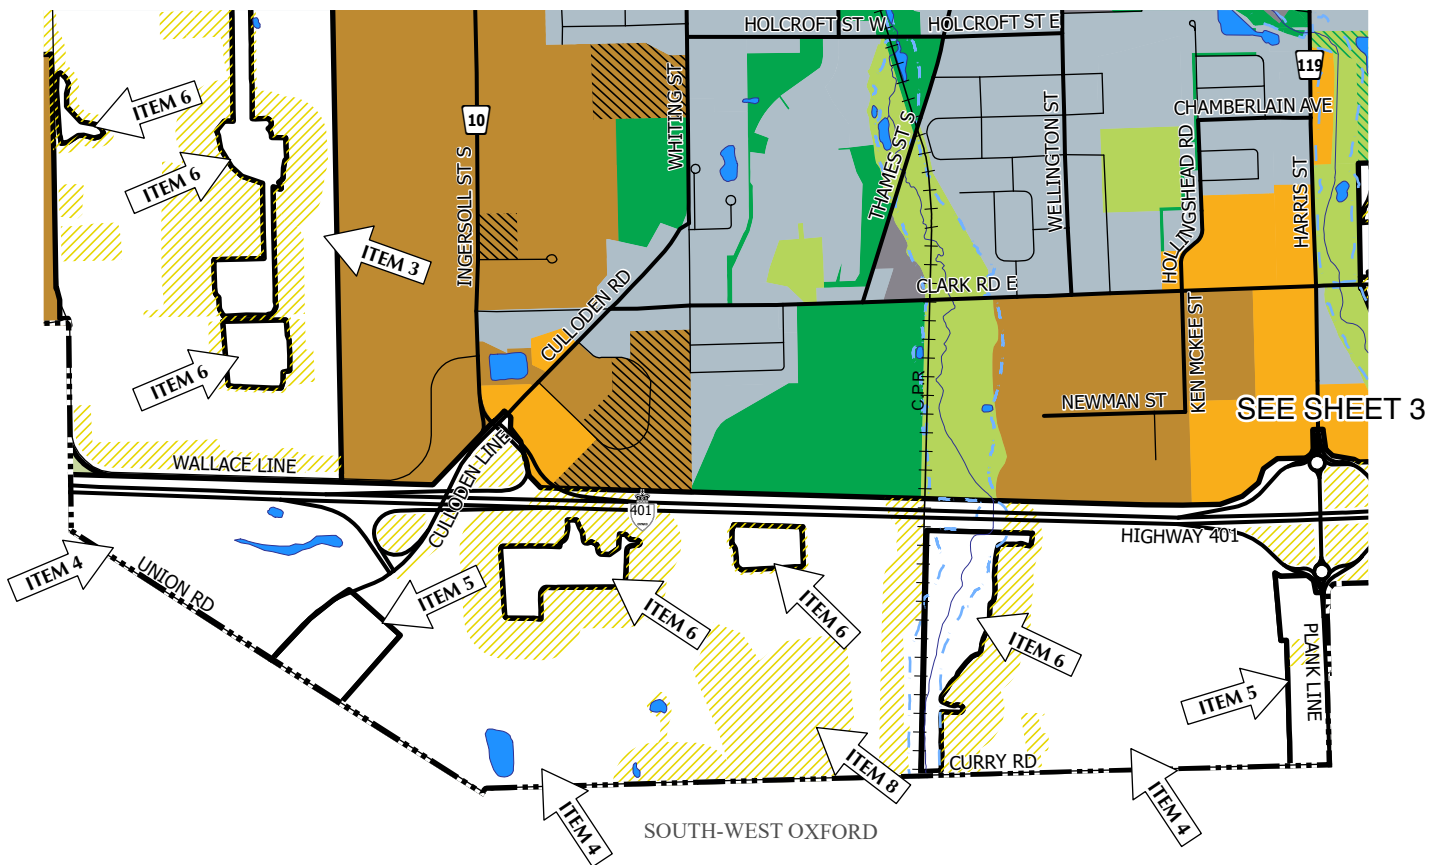 HOLCROFT ST W
HOLCROFT ST E
119
ITEM 6
10
WHITING ST
CHAMBERLAIN AVE
THAMES ST S
WELLINGTON ST
HOLLINGSHEAD RD
HARRIS ST
ITEM 6
INGERSOLL ST S
ITEM 3
CLARK RD E
CULLODEN RD
KEN MCKEE ST
ITEM 6
C.P.R.
NEWMAN ST
SEE SHEET 3
WALLACE LINE
CULLODEN LINE
401
HIGHWAY 401
ITEM 4
UNION RD
ITEM 5
ITEM 6
ITEM 6
ITEM 6
PLANK LINE
ITEM 5
CURRY RD
ITEM 8
ITEM 4
ITEM 4
SOUTH-WEST OXFORD